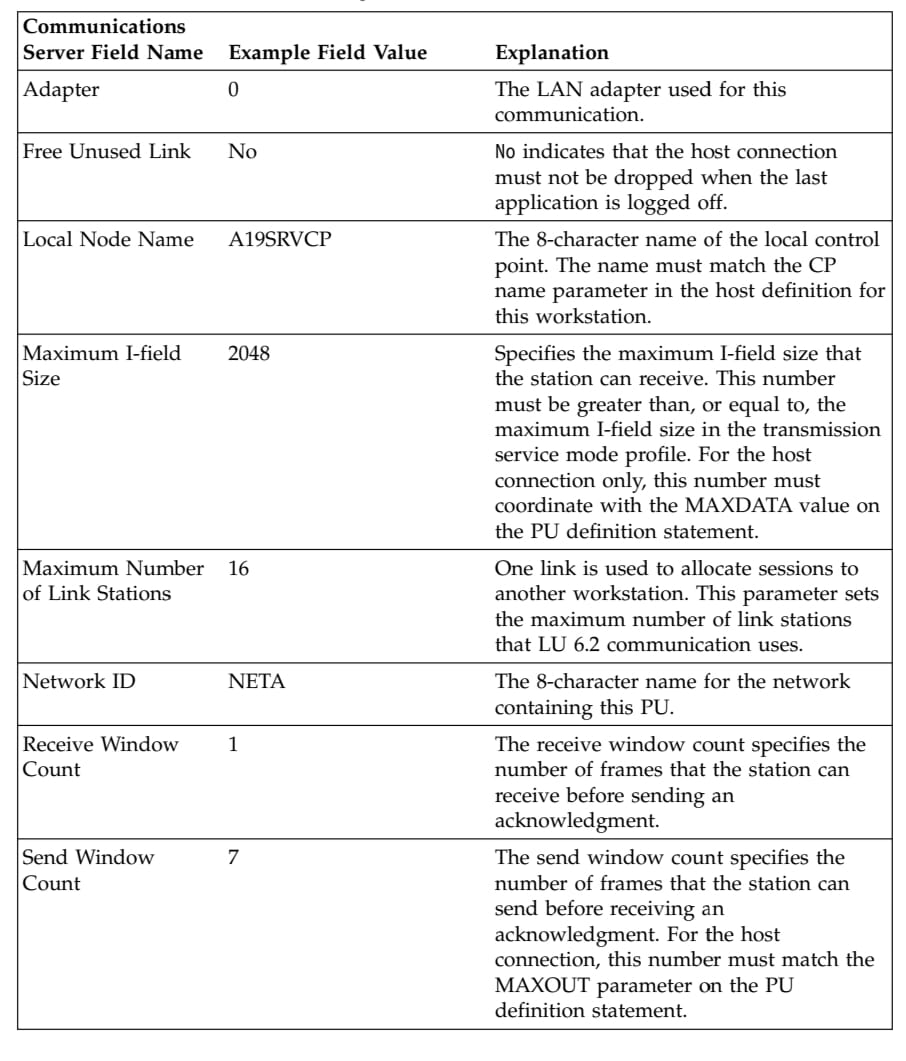 Communications
Server Field Name Example Field Value Explanation
Adapter 0 The LAN adapter used for this
communication.
Free Unused Link No No indicates that the host connection
must not be dropped when the last
application is logged off.
Local Node Name A19SRVCP The 8-character name of the local control
point. The name must match the CP
name parameter in the host definition for
this workstation.
Maximum I-field 2048 Specifies the maximum I-field size that
Size the station can receive. This number
must be greater than, or equal to, the
maximum I-field size in the transmission
service mode profile. For the host
connection only, this number must
coordinate with the MAXDATA value on
the PU definition statement.
Maximum Number 16 One link is used to allocate sessions to
of Link Stations another workstation. This parameter sets
the maximum number of link stations
that LU 6.2 communication uses.
Network ID NETA The 8-character name for the network
containing this PU.
Receive Window 1 The receive window count specifies the
Count number of frames that the station can
receive before sending an
acknowledgment.
Send Window 7 The send window count specifies the
Count number of frames that the station can
send before receiving an
acknowledgment. For the host
connection, this number must match the
MAXOUT parameter on the PU
definition statement.